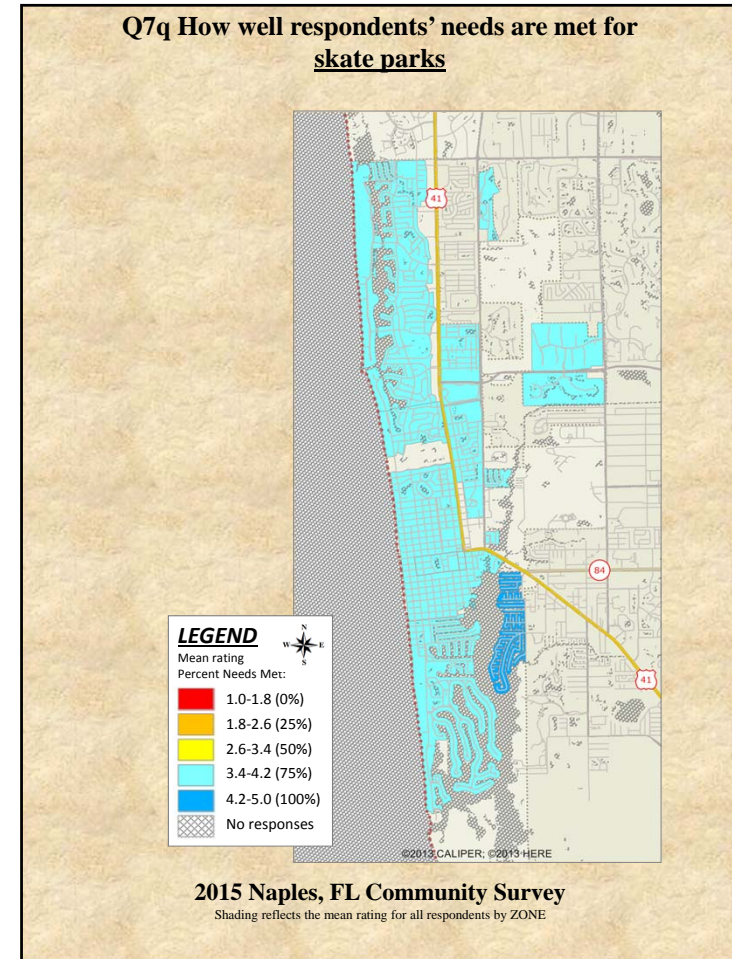 Q7q How well respondents’ needs are met for
skate parks
41
84
41
LEGEND
N
W E
S
Mean rating
Percent Needs Met:
1.0-1.8 (0%)
1.8-2.6 (25%)
2.6-3.4 (50%)
3.4-4.2 (75%)
4.2-5.0 (100%)
No responses
©2013 CALIPER; ©2013 HERE
2015 Naples, FL Community Survey
Shading reflects the mean rating for all respondents by ZONE